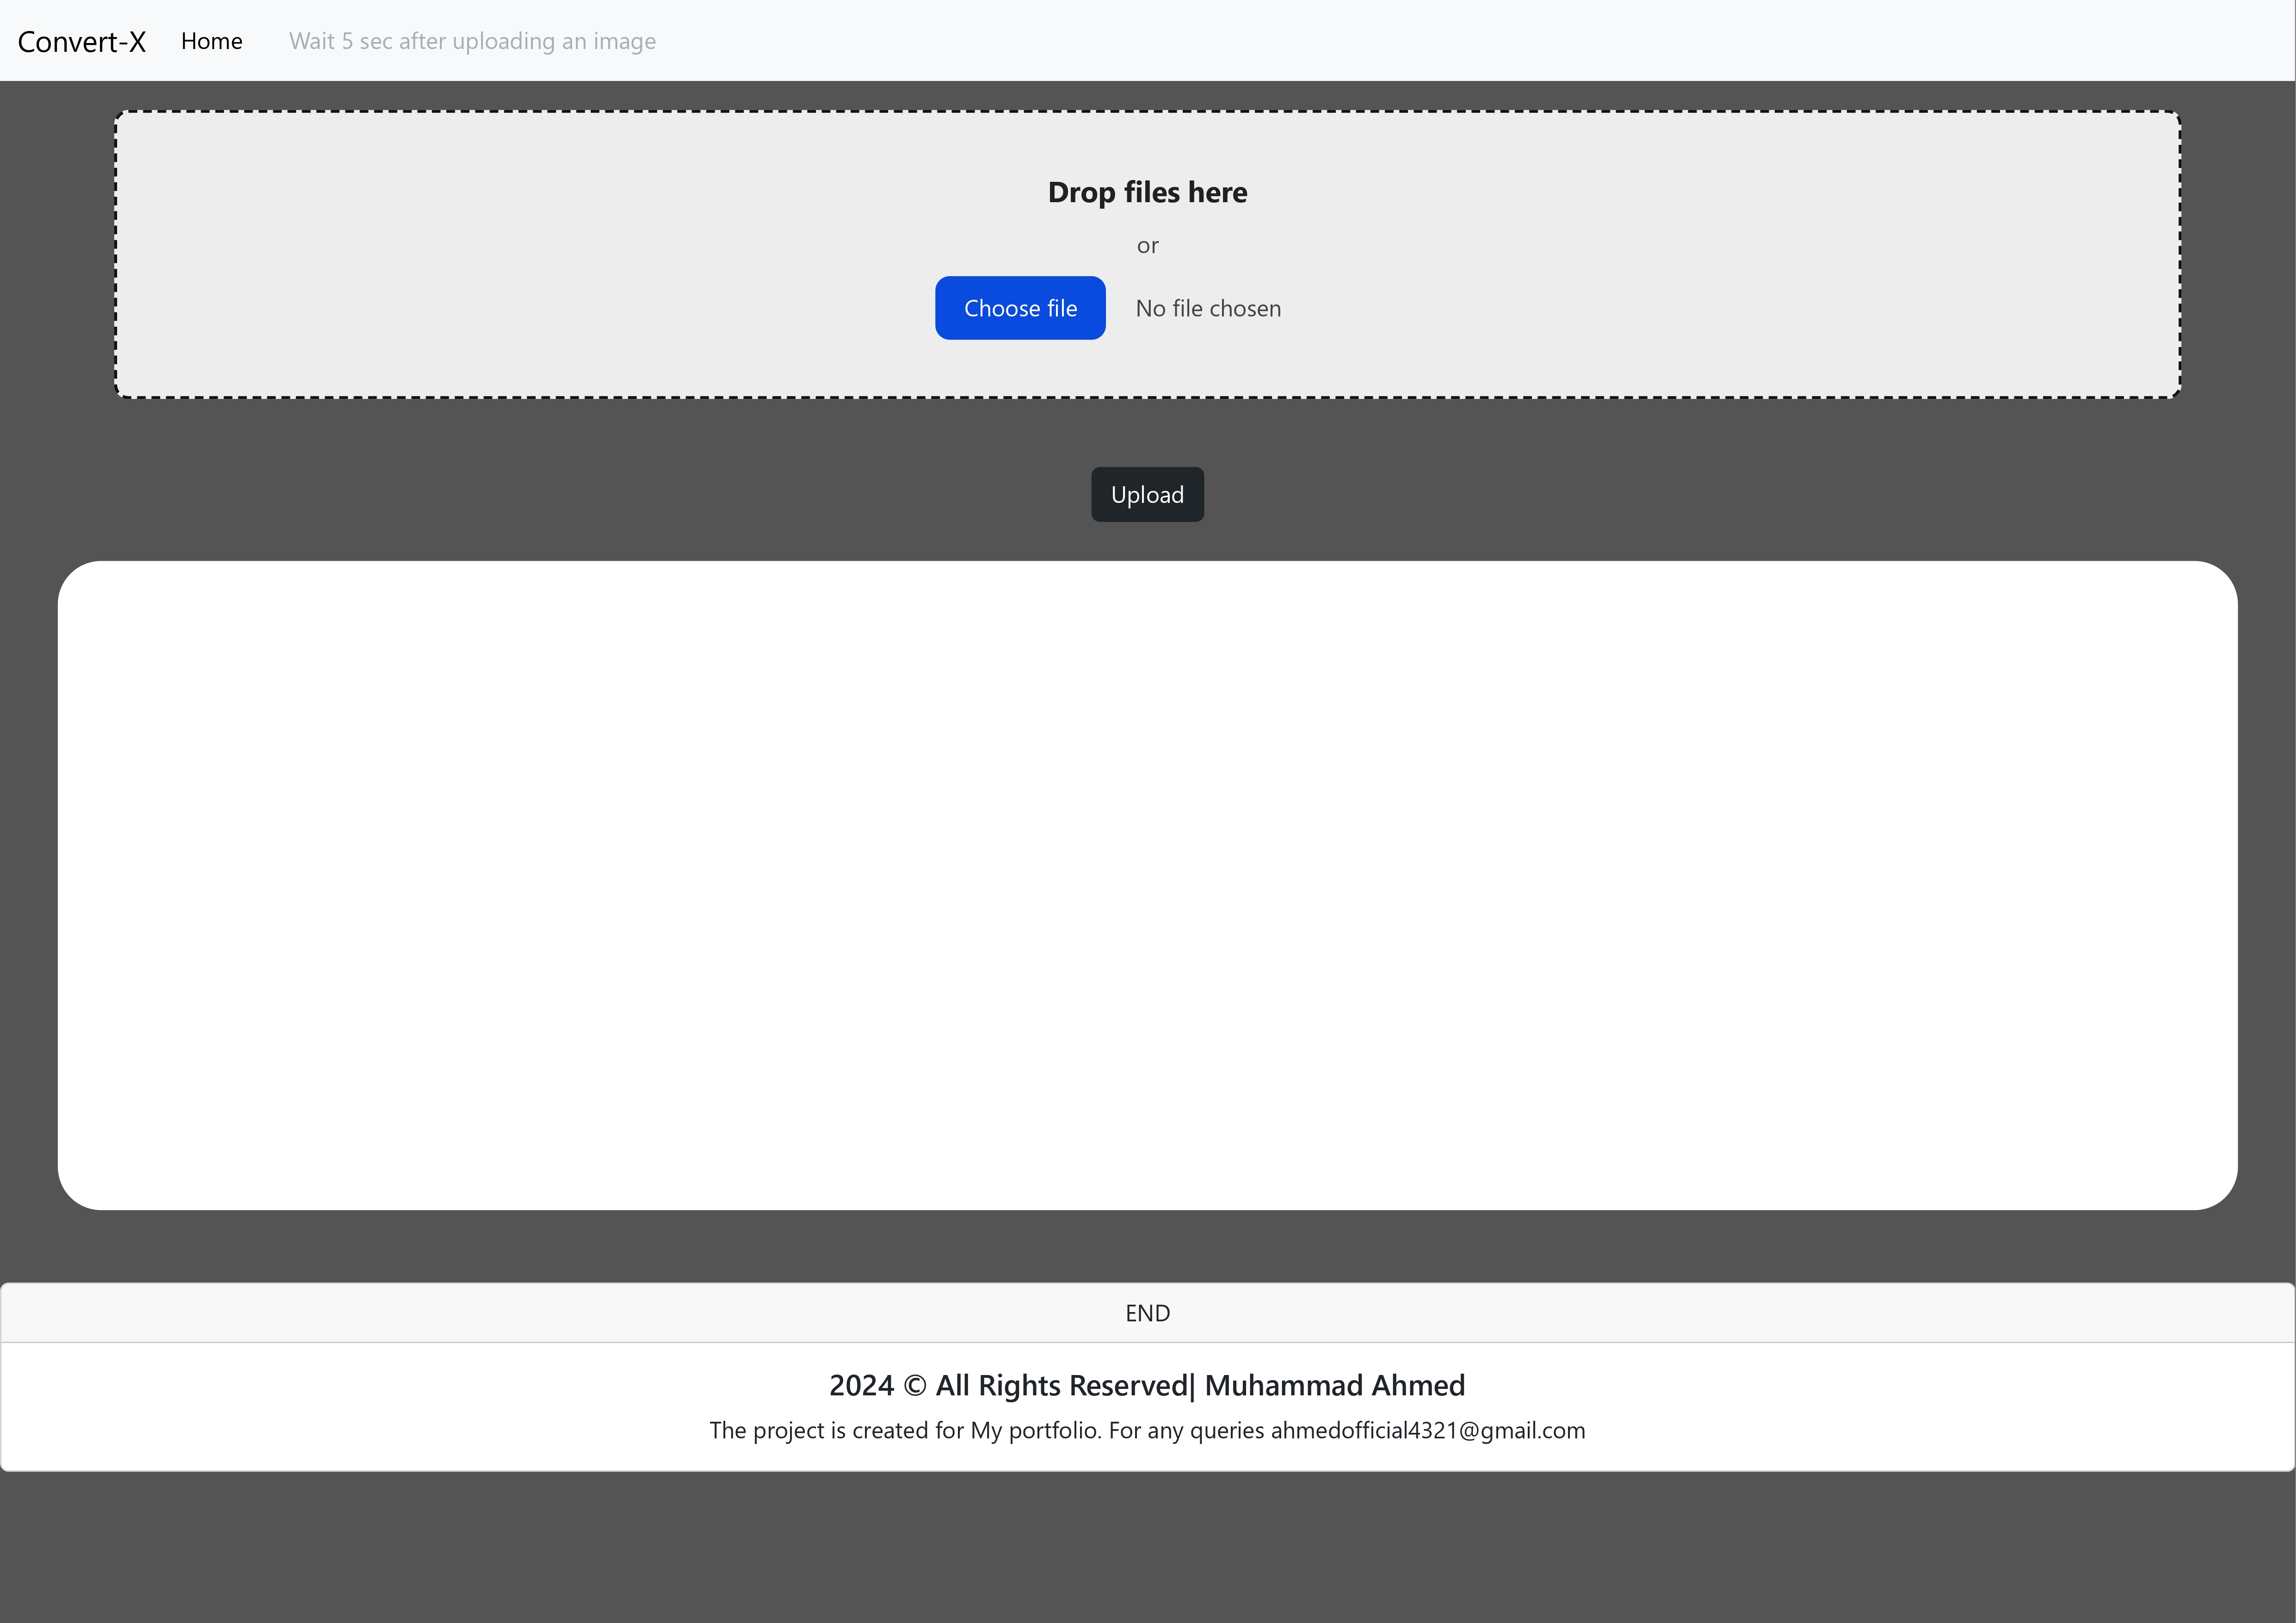 Convert-X Home Wait 5 sec after uploading an image
Drop files here
or
Choose file No file chosen
Upload
END
2024 © All Rights Reserved| Muhammad Ahmed
The project is created for My portfolio. For any queries ahmedofficial4321@gmail.com